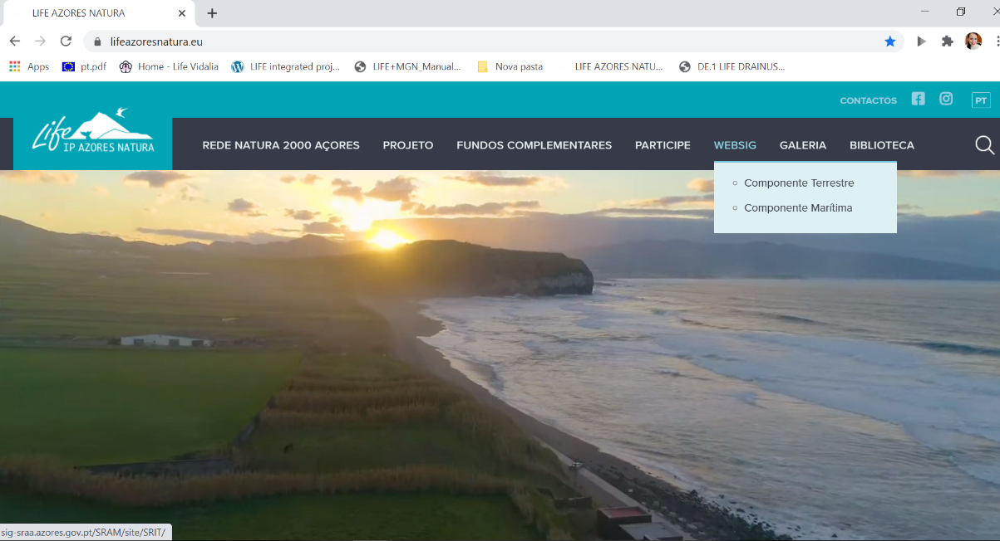 LIFE AZORES NATURA
lifeazoresnatura.eu
Apps pt.pdf Home - Life Vidalia LIFE integrated proj... LIFE+MGN_Manual... Nova pasta LIFE AZORES NATU... DE.1 LIFE DRAINUS...
CONTACTOS PT
Life
IP AZORES NATURA
REDE NATURA 2000 AÇORES PROJETO FUNDOS COMPLEMENTARES PARTICIPE WEBSIG GALERIA BIBLIOTECA
Componente Terrestre
Componente Marítima
sig-sraa.azores.gov.pt/SRAM/site/SRIT/